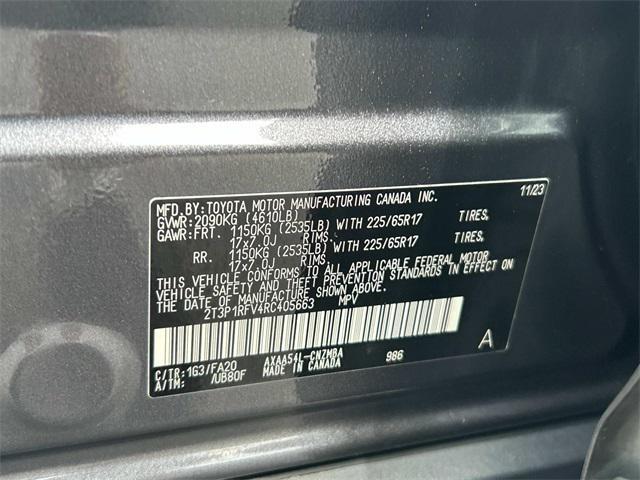 MFD.BY:TOYOTA MOTOR MANUFACTURING CANADA INC. 11/23
GVWR:2090KG (4610LB)
GAWR:FRT. 1150KG (2535LB) WITH 225/65R17 TIRES,
17x7.0J RIMS.
RR. 1150KG (2535LB) WITH 225/65R17 TIRES,
17x7.0J RIMS.
THIS VEHICLE CONFORMS TO ALL APPLICABLE FEDERAL MOTOR
VEHICLE SAFETY AND THEFT PREVENTION STANDARDS IN EFFECT ON
THE DATE OF MANUFACTURE SHOWN ABOVE.
2T3P1RFV4RC405663 MPV
C/TR:1G3/FA20 AXAA54L-CNZMBA 986 A
A/TM: /UB80F MADE IN CANADA